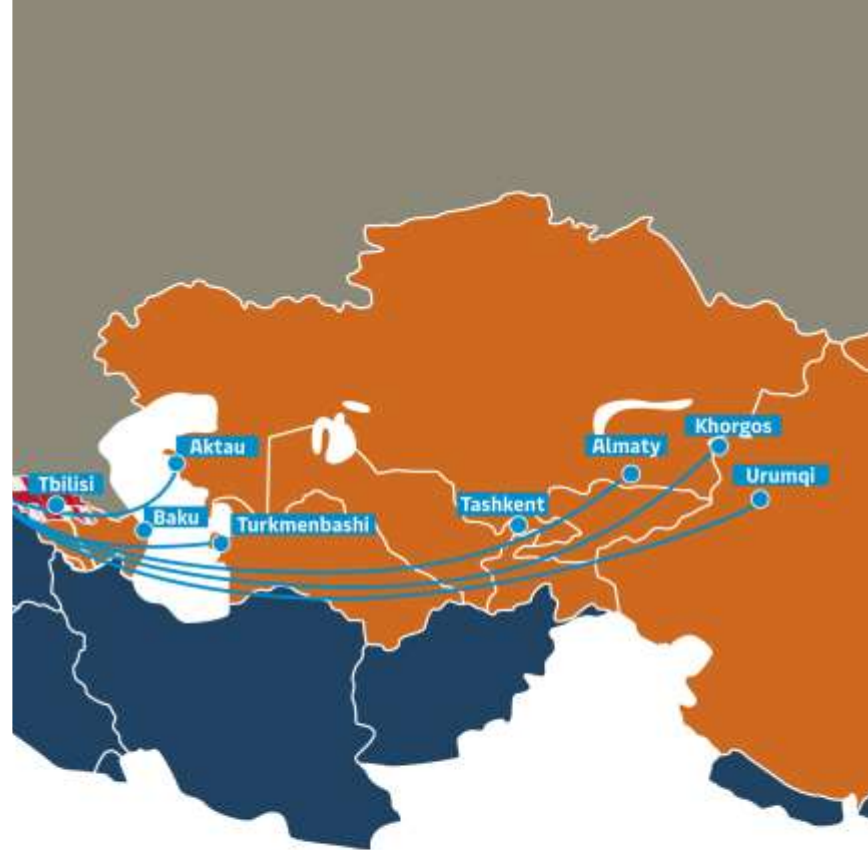 Khorgos
Aktau
Almaty
Urumqi
Tbilisi
Tashkent
Baku
Turkmenbashi